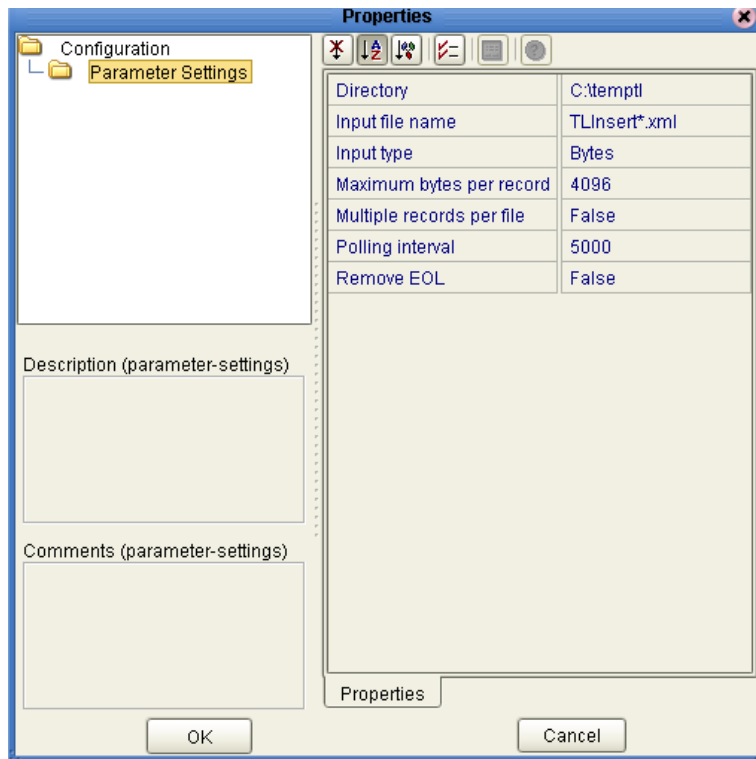 Properties
Configuration
Parameter Settings
Directory C:\temptl
Input file name TLInsert*.xml
Input type Bytes
Maximum bytes per record 4096
Multiple records per file False
Polling interval 5000
Remove EOL False
Description (parameter-settings)
Comments (parameter-settings)
Properties
OK
Cancel